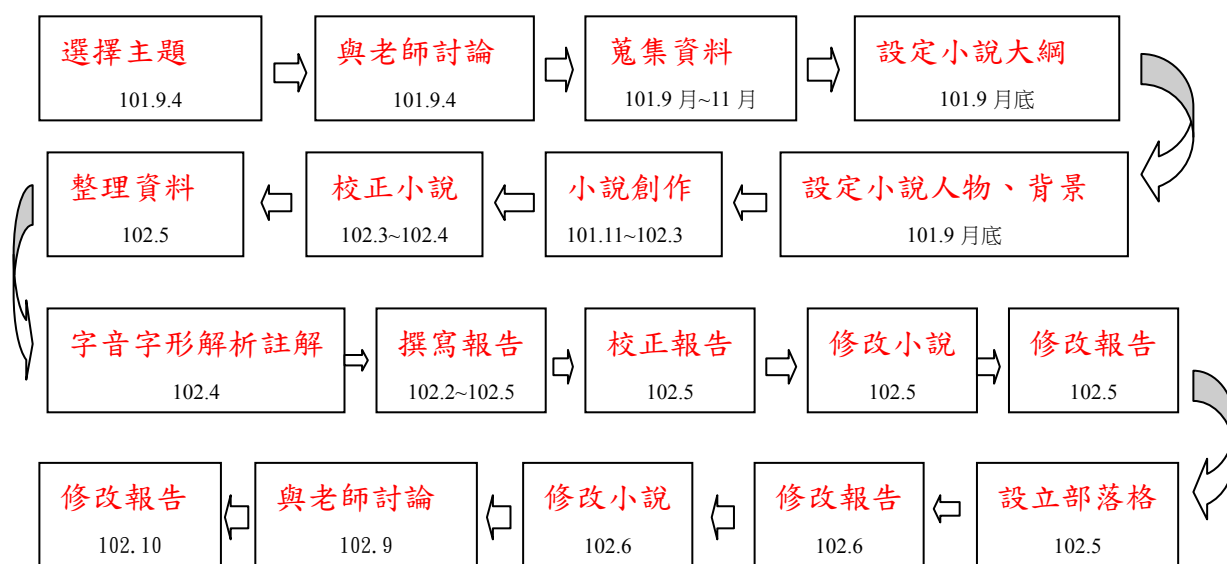 選擇主題
101.9.4
與老師討論
101.9.4
蒐集資料
101.9 月~11 月
設定小說大綱
101.9 月底
設定小說人物、背景
101.9 月底
小說創作
101.11~102.3
校正小說
102.3~102.4
整理資料
102.5
字音字形解析註解
102.4
撰寫報告
102.2~102.5
校正報告
102.5
修改小說
102.5
修改報告
102.5
設立部落格
102.5
修改報告
102.6
修改小說
102.6
與老師討論
102.9
修改報告
102.10